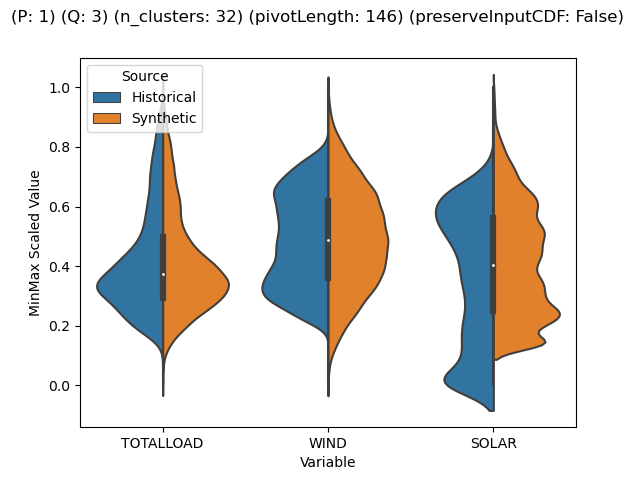 (P: 1) (Q: 3) (n_clusters: 32) (pivotLength: 146) (preserveInputCDF: False)
Source
Historical
Synthetic
MinMax Scaled Value
1.0
0.8
0.6
0.4
0.2
0.0
TOTALLOAD WIND SOLAR
Variable